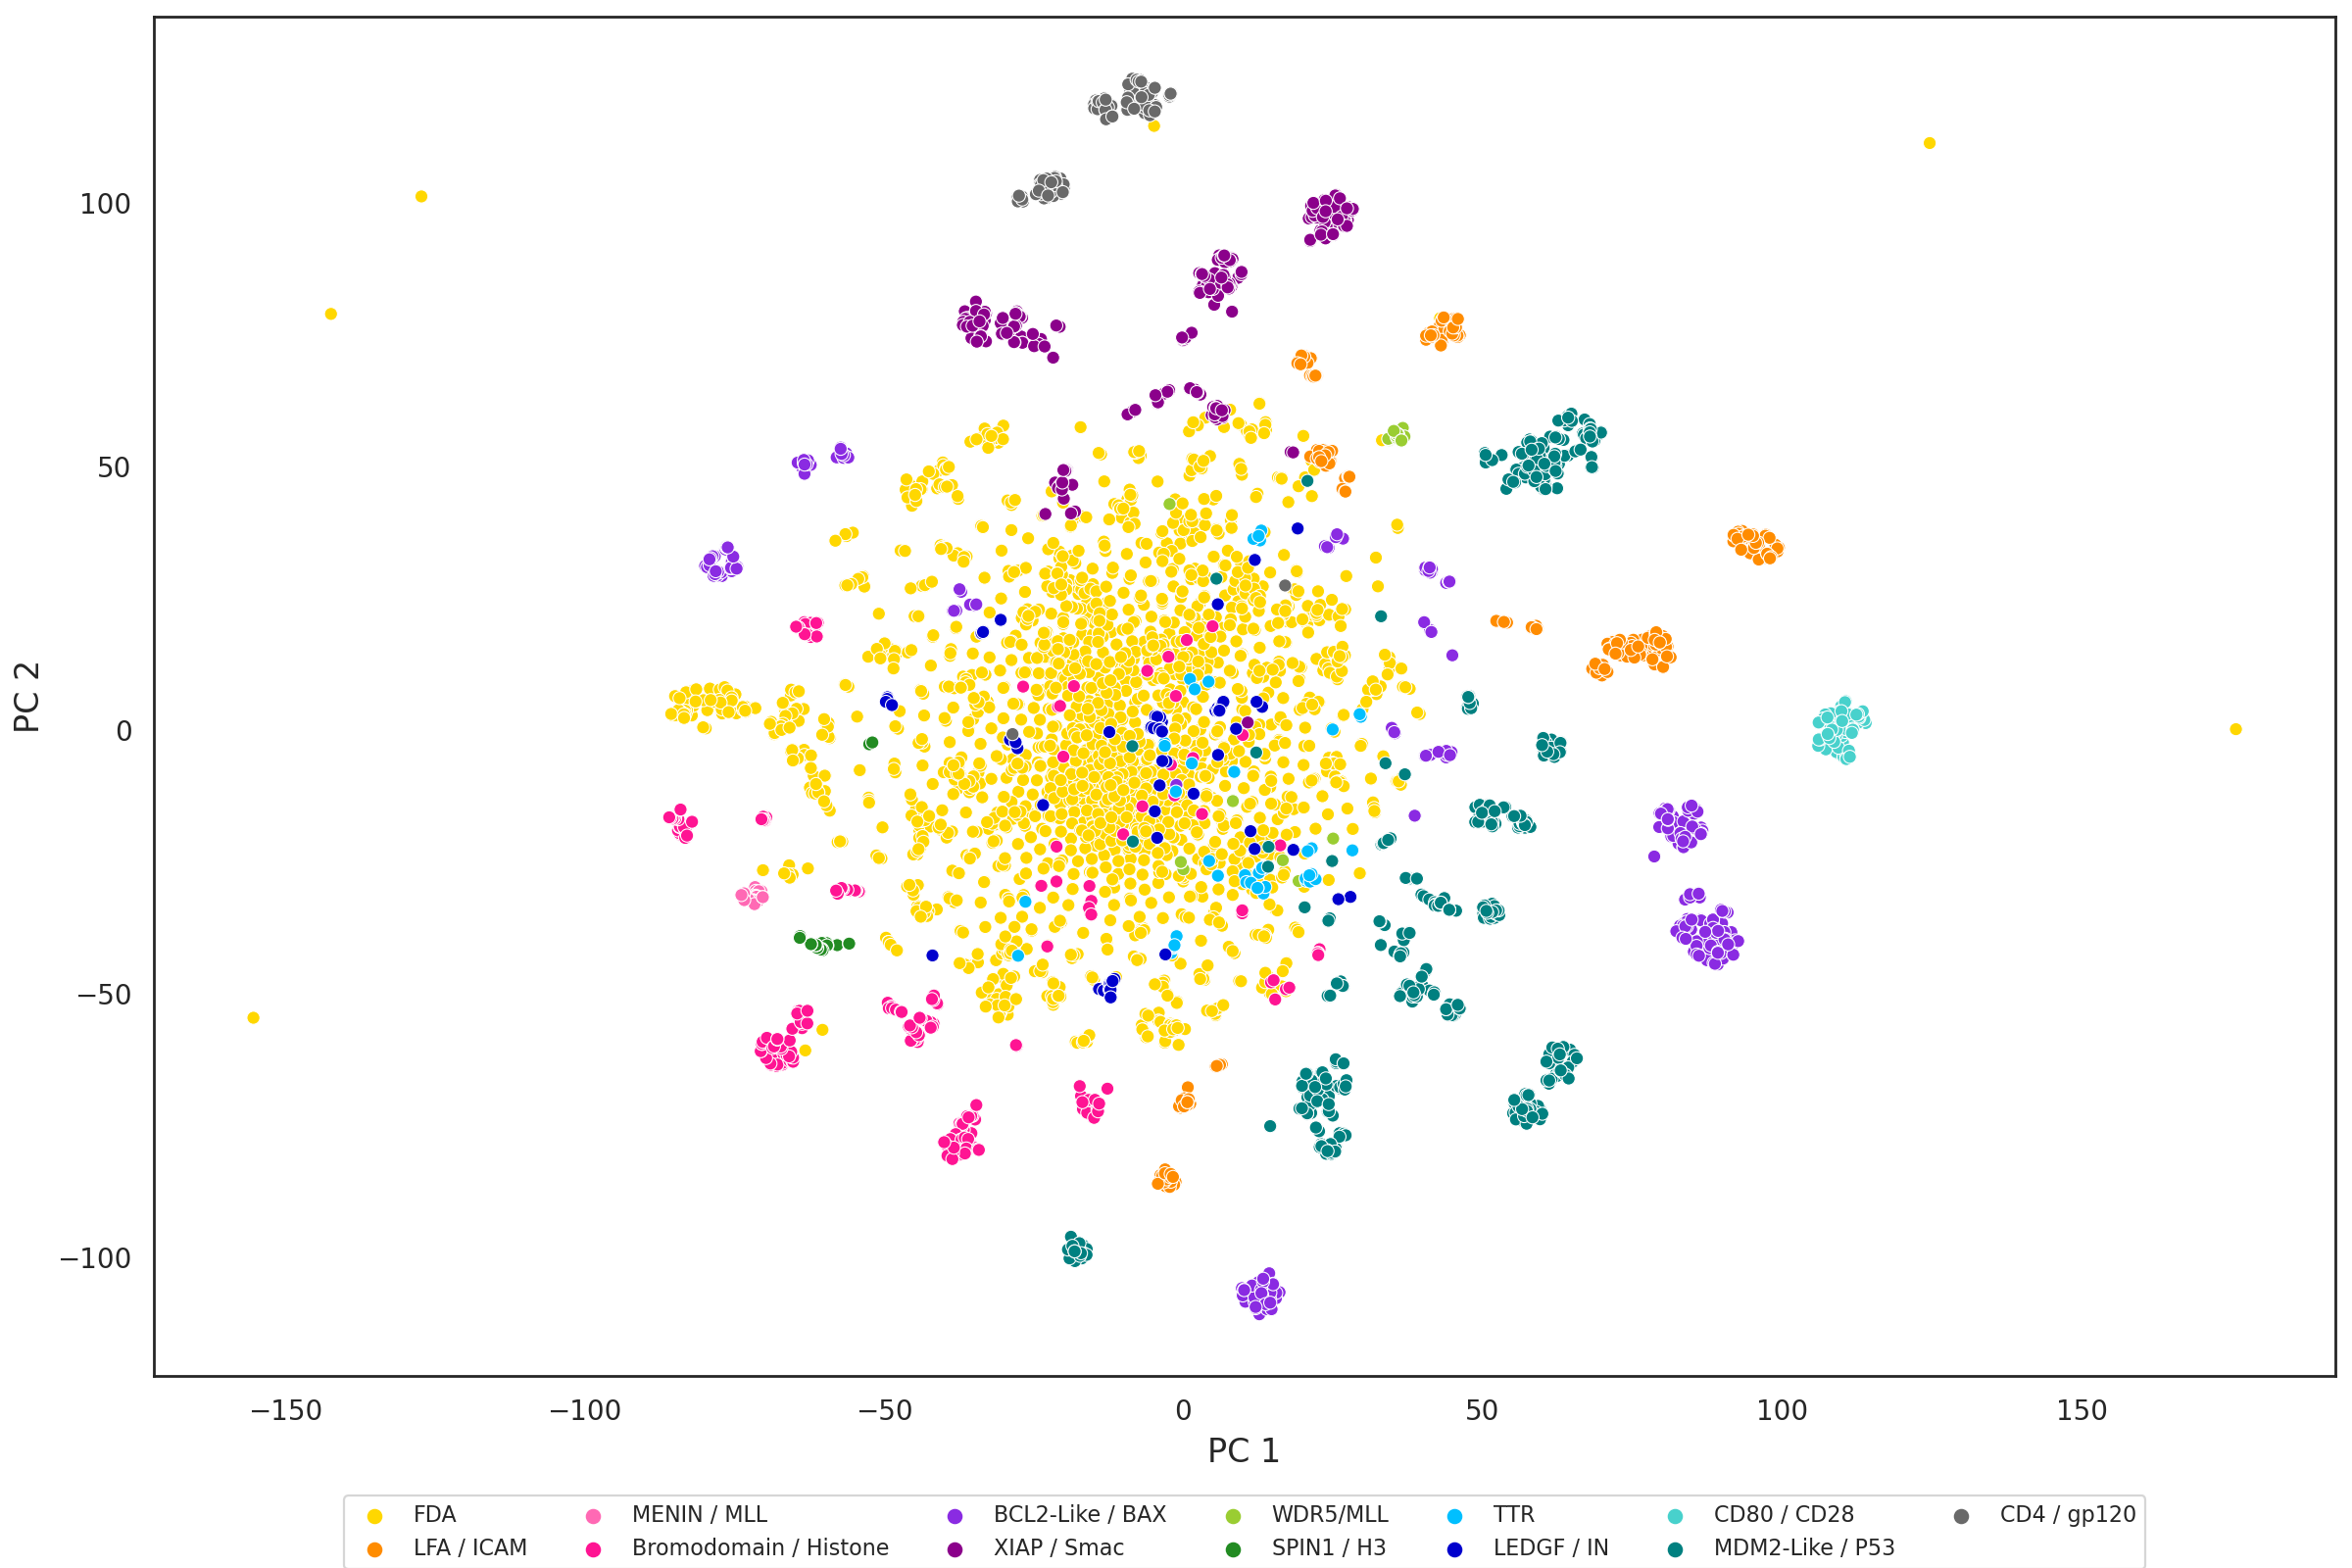 100
50
0
−50
−100
PC 2
−150 −100 −50 0 50 100 150
PC 1
FDA MENIN / MLL BCL2-Like / BAX WDR5/MLL TTR CD80 / CD28 CD4 / gp120
LFA / ICAM Bromodomain / Histone XIAP / Smac SPIN1 / H3 LEDGF / IN MDM2-Like / P53